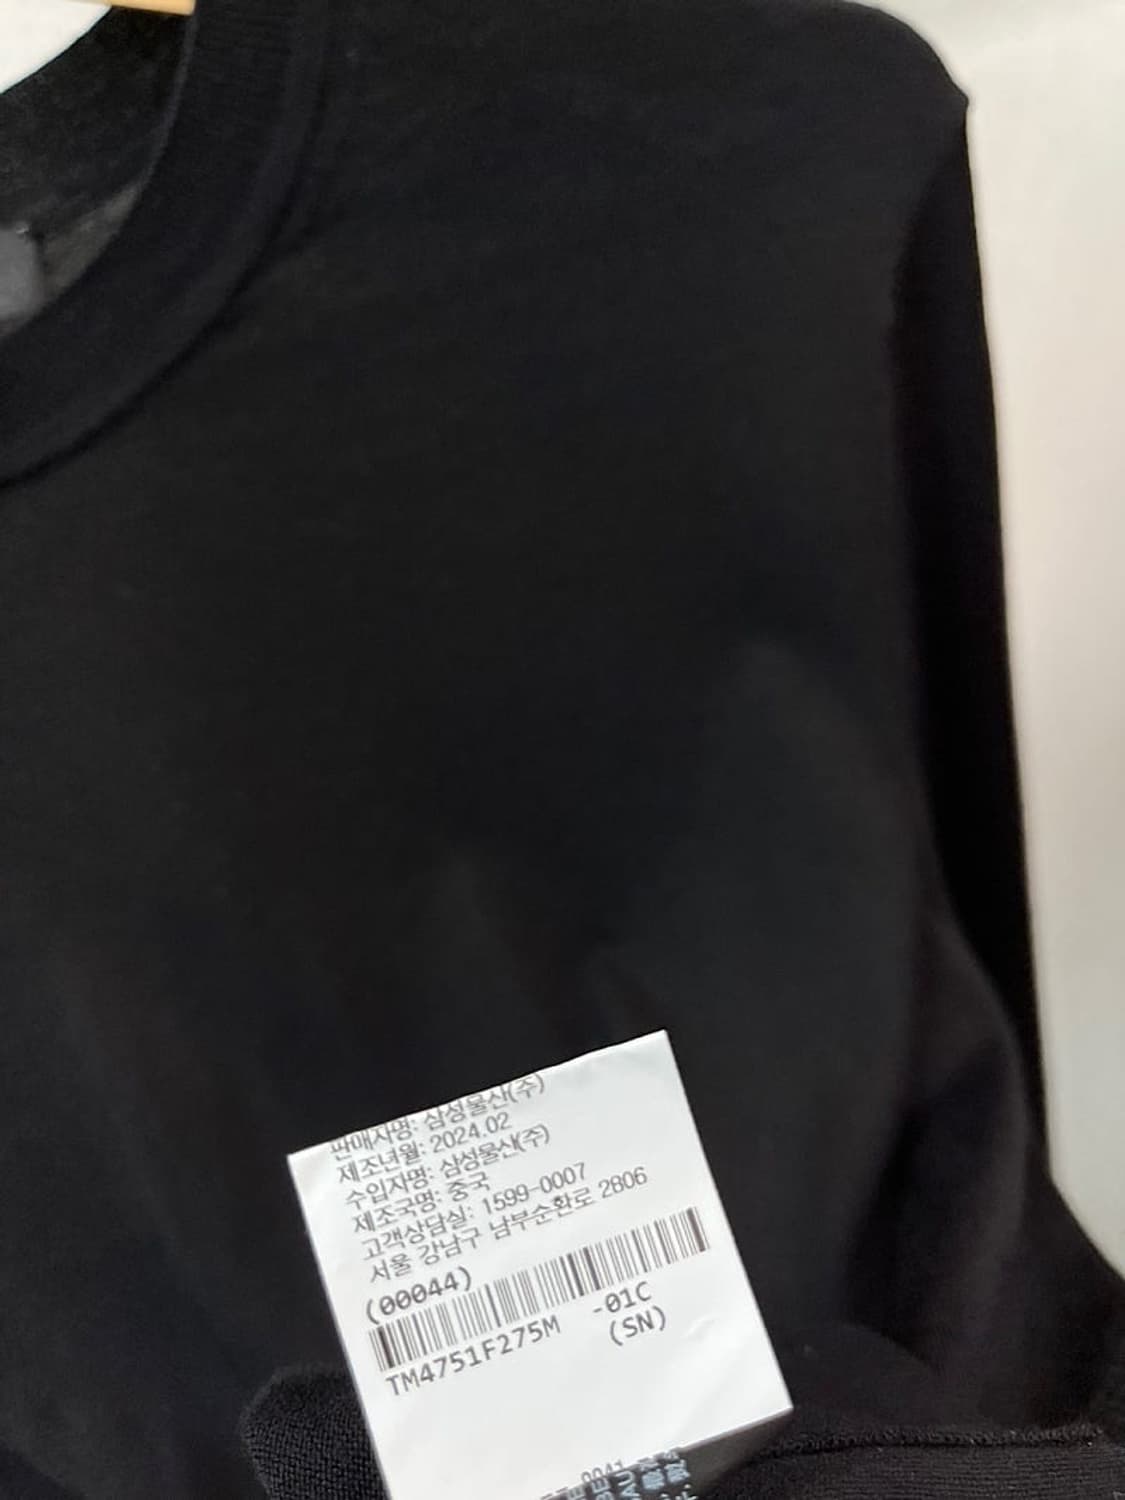 판매자명: 삼성물산(주)
제조년월: 2024.02
수입자명: 삼성물산(주)
제조국명: 중국
고객상담실: 1599-0007
서울 강남구 남부순환로 2806
(00044)
TM4751F275M -01C
(SN)